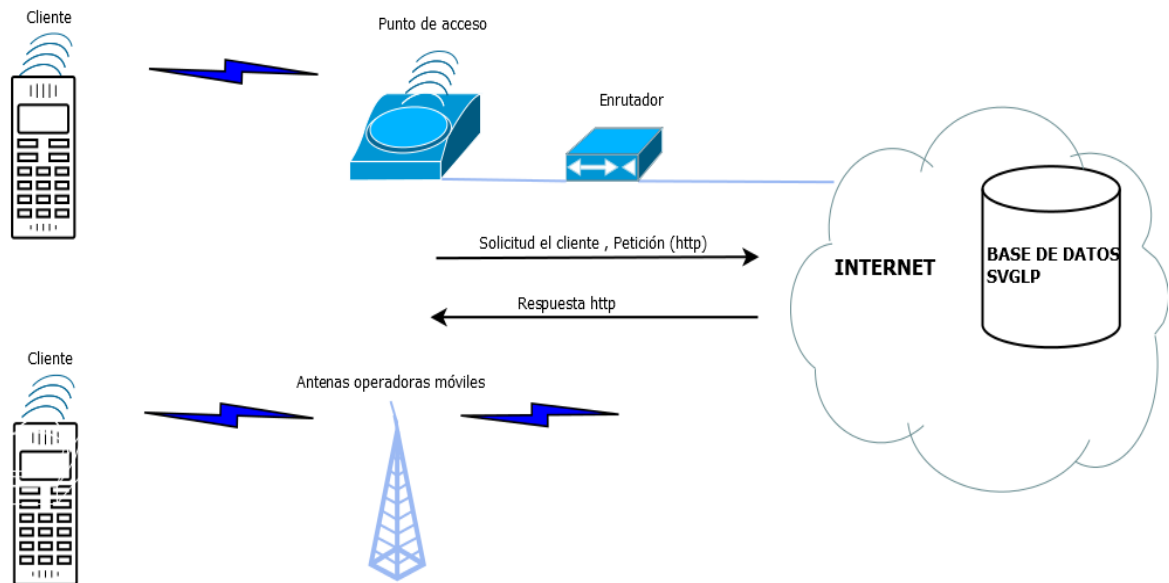 Cliente
Punto de acceso
Enrutador
Solicitud el cliente , Petición (http)
INTERNET
BASE DE DATOS
SVGLP
Respuesta http
Cliente
Antenas operadoras móviles